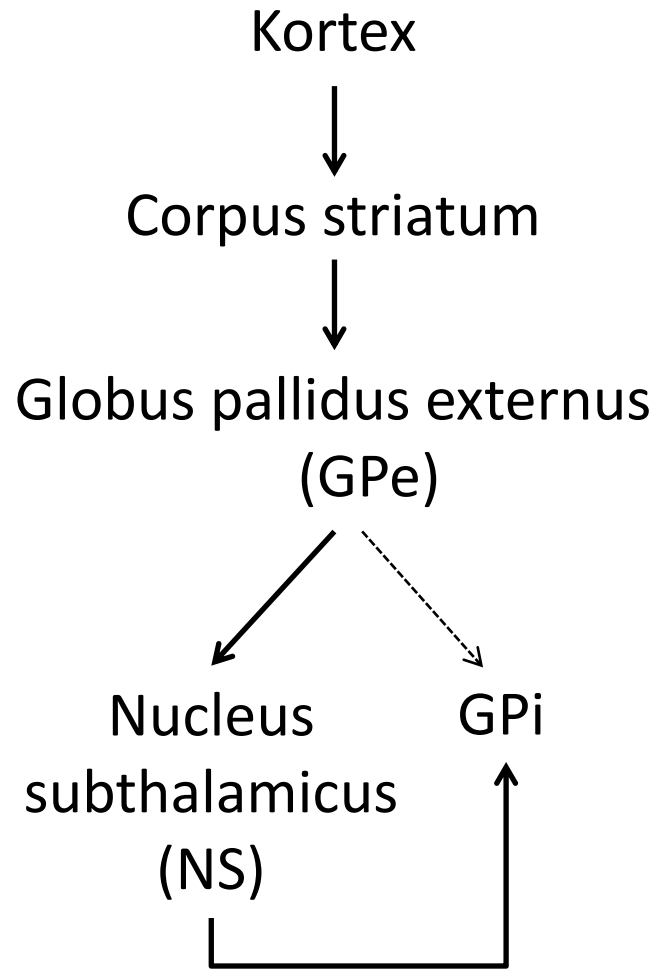 Kortex
Corpus striatum
Globus pallidus externus
(GPe)
Nucleus
subthalamicus
(NS)
GPi